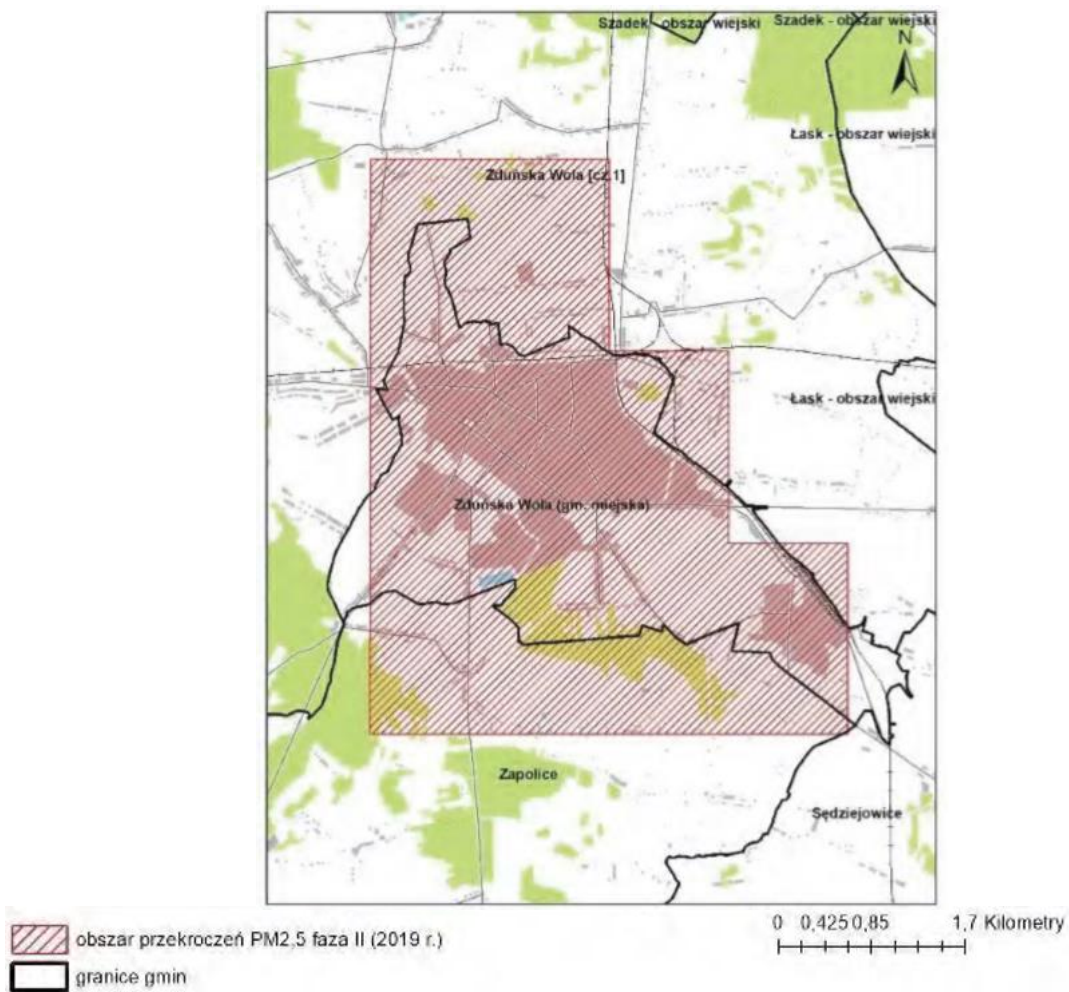 Szadek - obszar wiejski
Szadek - obszar wiejski
N
Łask - obszar wiejski
Zduńska Wola [cz.1]
Łask - obszar wiejski
Zduńska Wola (gm. miejska)
Zapolice
Sędziejowice
obszar przekroczeń PM2,5 faza II (2019 r.)
granice gmin
0 0,425 0,85 1,7 Kilometry